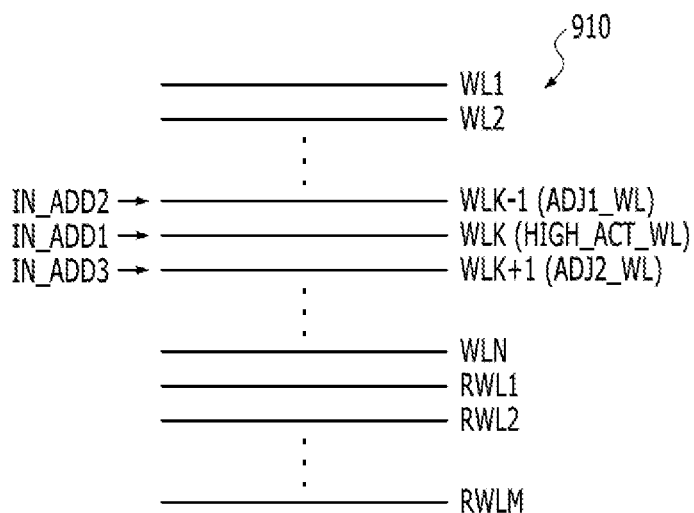 910
WL1
WL2
IN_ADD2 WLK-1 (ADJ1_WL)
IN_ADD1 WLK (HIGH_ACT_WL)
IN_ADD3 WLK+1 (ADJ2_WL)
WLN
RWL1
RWL2
RWLM